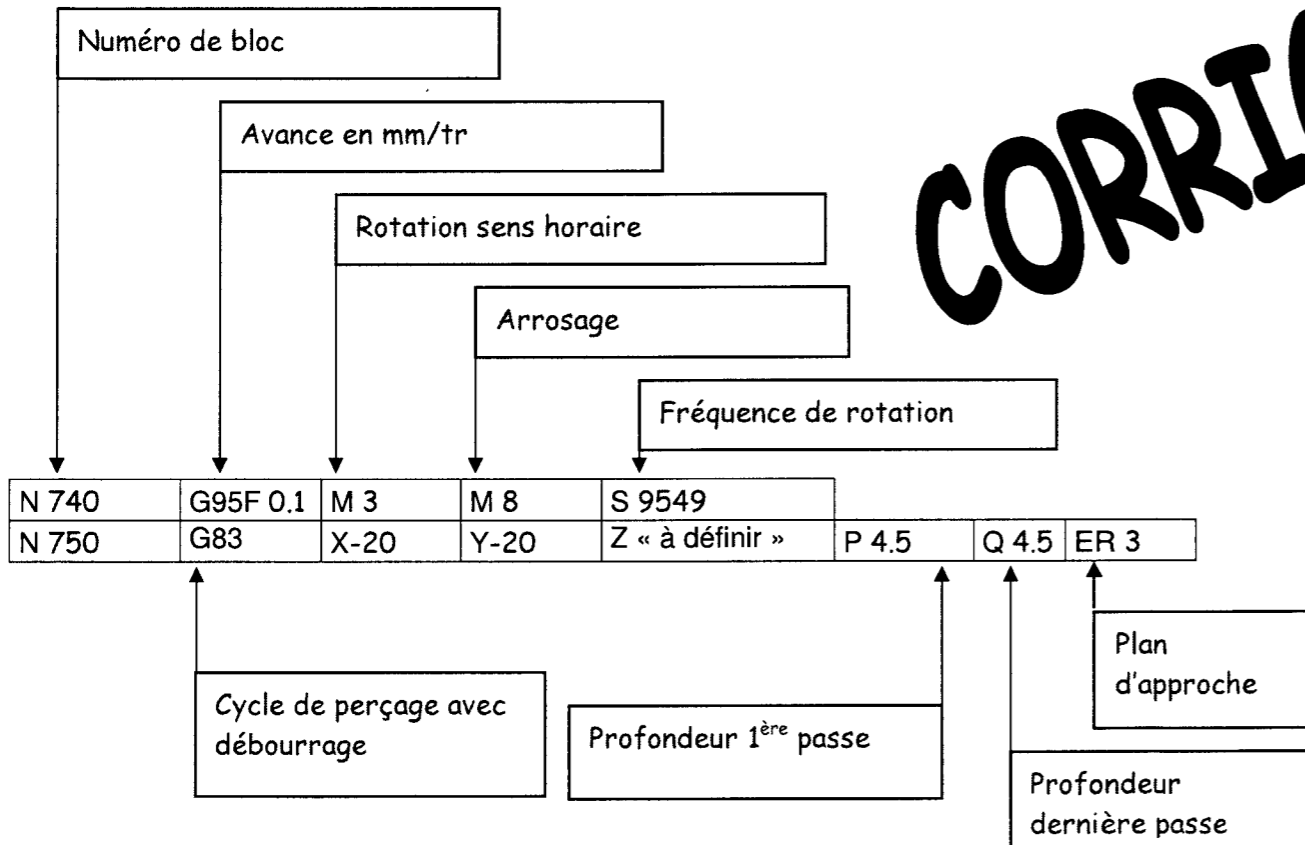 Numéro de bloc
Avance en mm/tr
Rotation sens horaire
Arrosage
Fréquence de rotation
N 740 G95F 0.1 M 3 M 8 S 9549
N 750 G83 X-20 Y-20 Z « à définir » P 4.5 Q 4.5 ER 3
Cycle de perçage avec
débourrage
Profondeur 1ère passe
Plan
d'approche
Profondeur
dernière passe